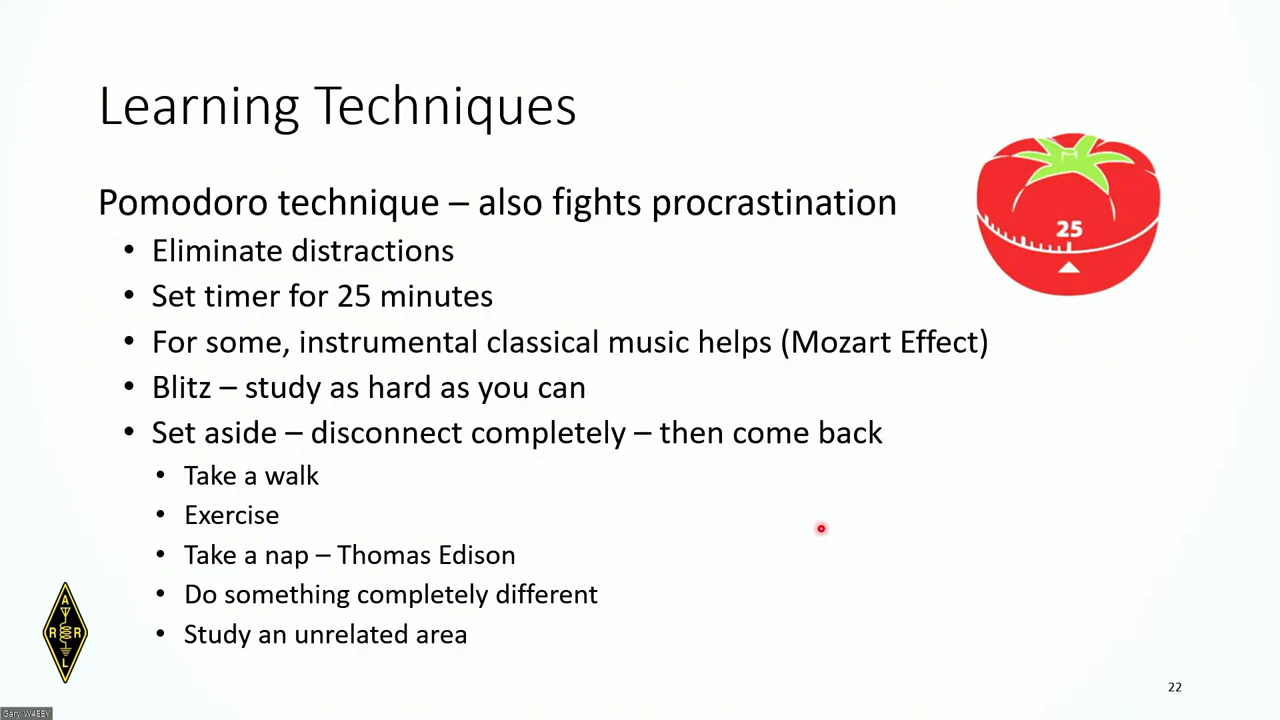 Learning Techniques
Pomodoro technique – also fights procrastination
• Eliminate distractions
• Set timer for 25 minutes
• For some, instrumental classical music helps (Mozart Effect)
• Blitz – study as hard as you can
• Set aside – disconnect completely – then come back
• Take a walk
• Exercise
• Take a nap – Thomas Edison
• Do something completely different
• Study an unrelated area
25
A
R R
L
22
Gary W4EEY